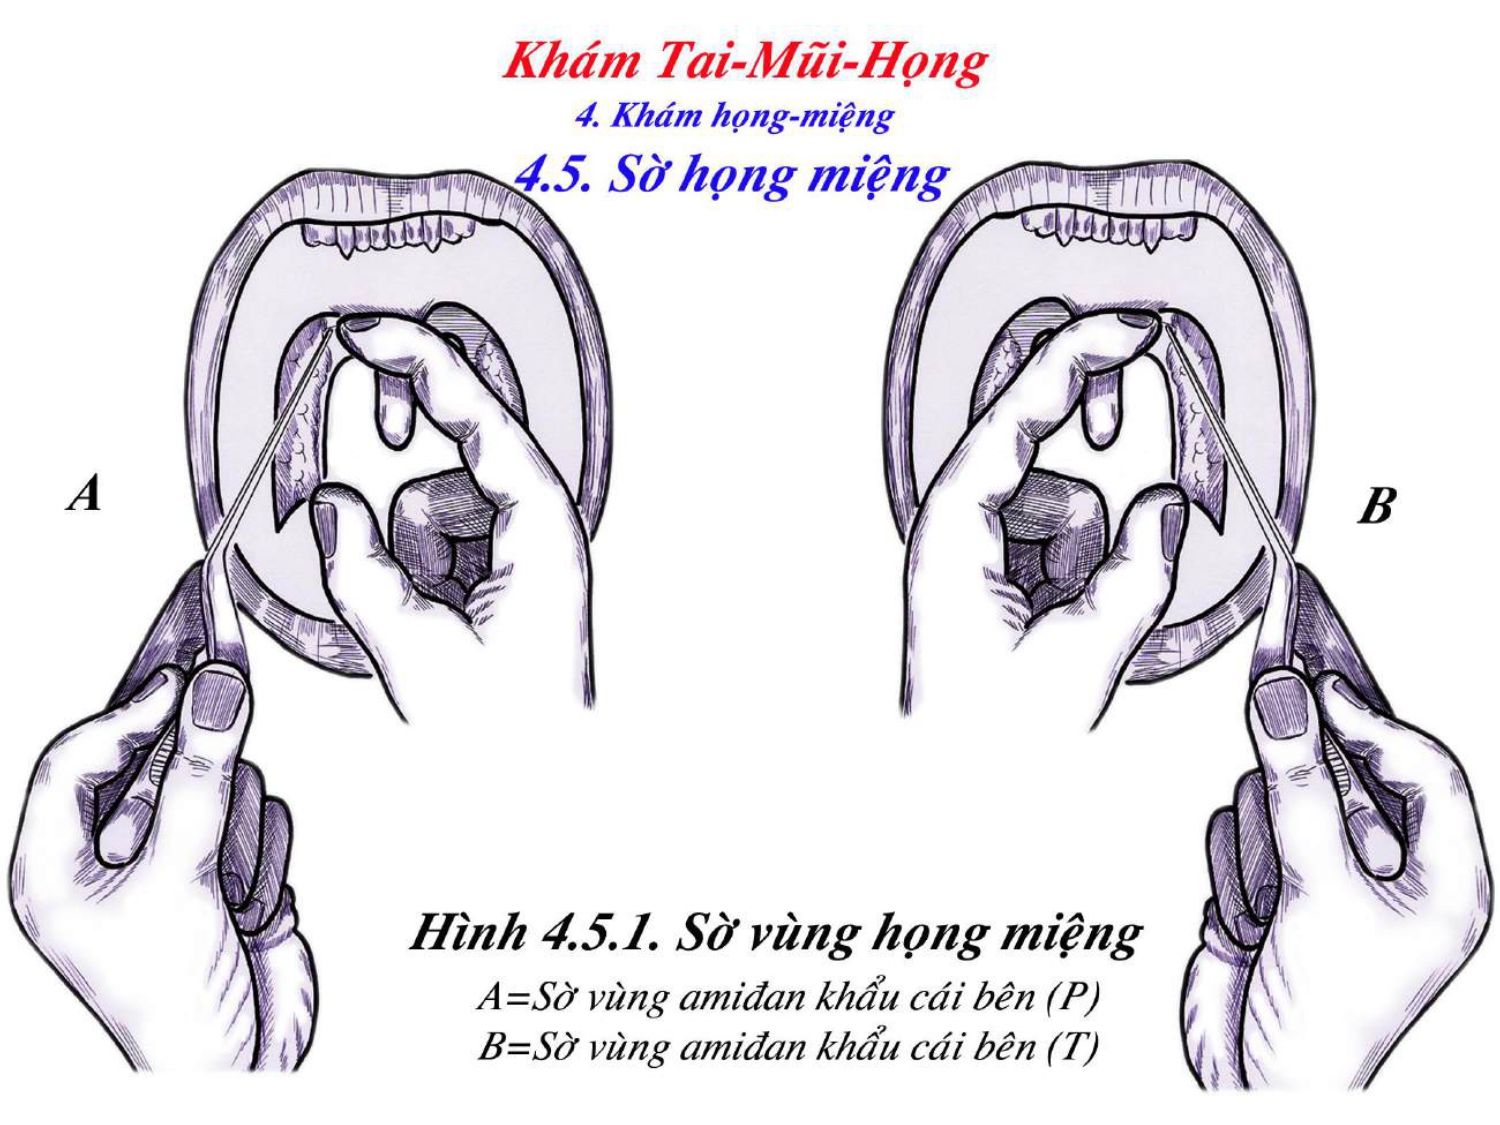 Khám Tai-Mũi-Họng
4. Khám họng-miệng
4.5. Sờ họng miệng
A
B
Hình 4.5.1. Sờ vùng họng miệng
A=Sờ vùng amiđan khẩu cái bên (P)
B=Sờ vùng amiđan khẩu cái bên (T)